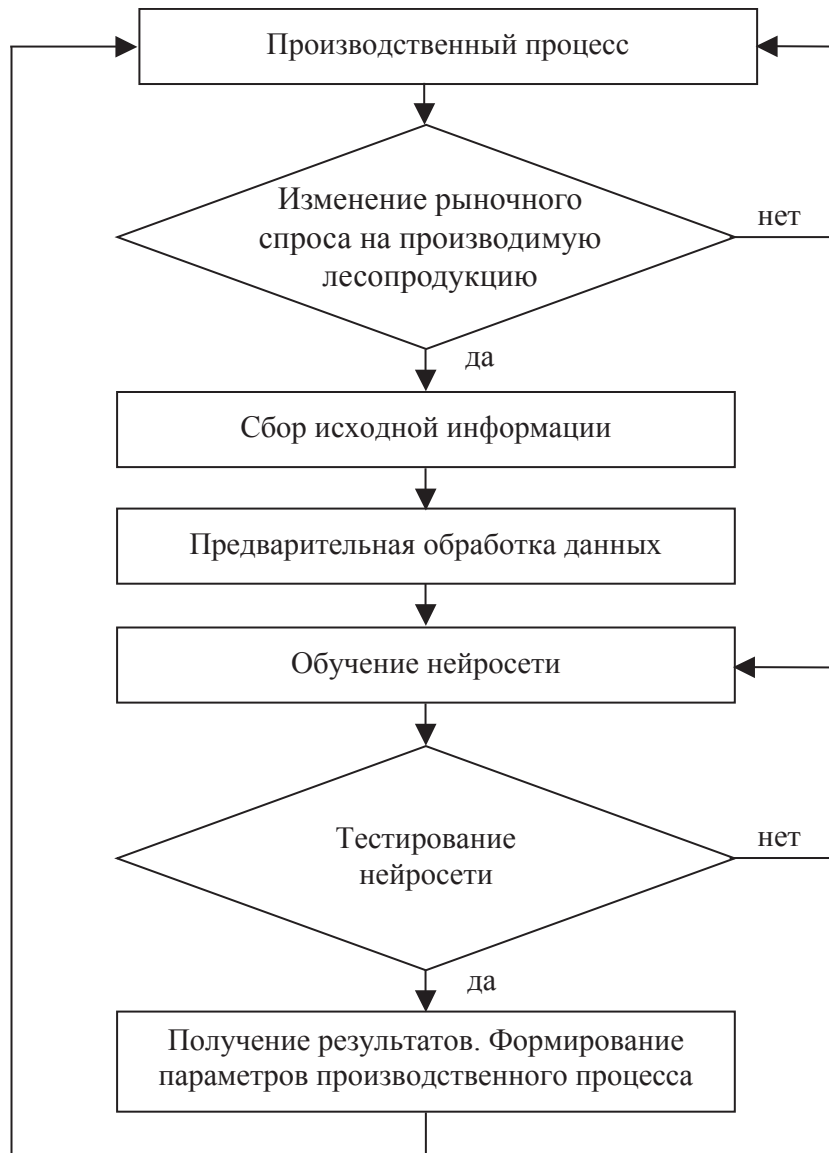 Производственный процесс
Изменение рыночного
спроса на производимую
лесопродукцию
нет
да
Сбор исходной информации
Предварительная обработка данных
Обучение нейросети
Тестирование
нейросети
нет
да
Получение результатов. Формирование
параметров производственного процесса